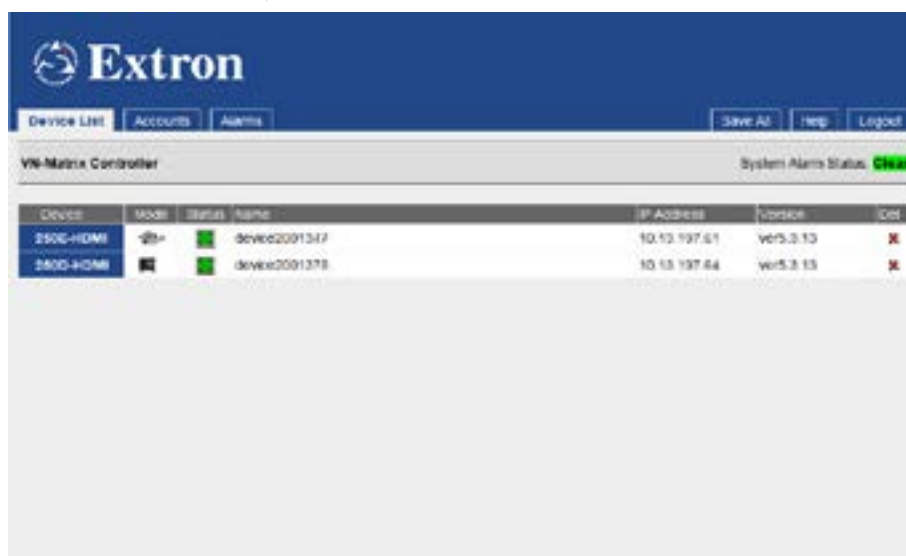 Extron
Device List Accounts Alarms Save All Help Logout
VN-Matrix Controller System Alarm Status: Clear
Device Mode Status Name IP Address Version Del
250E-HDMI device2001347 10.13.197.61 ver5.3.13
250D-HDMI device2001378 10.13.197.64 ver5.3.13